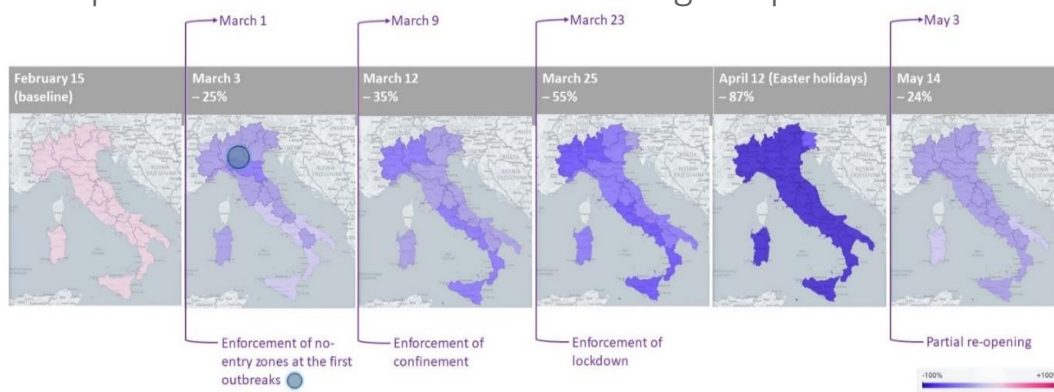 March 1
March 9
March 23
May 3
February 15
(baseline)
March 3
– 25%
March 12
– 35%
March 25
– 55%
April 12 (Easter holidays)
– 87%
May 14
– 24%
Enforcement of no-
entry zones at the first
outbreaks
Enforcement of
confinement
Enforcement of
lockdown
Partial re-opening
-100%
+100%